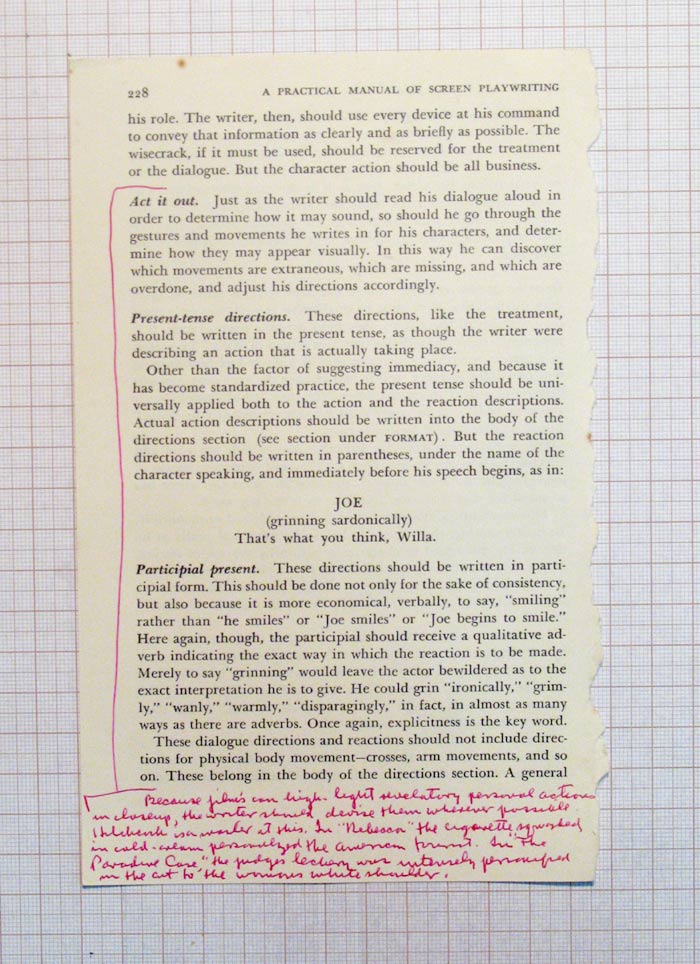 228
A PRACTICAL MANUAL OF SCREEN PLAYWRITING
his role. The writer, then, should use every device at his command
to convey that information as clearly and as briefly as possible. The
wisecrack, if it must be used, should be reserved for the treatment
or the dialogue. But the character action should be all business.
Act it out. Just as the writer should read his dialogue aloud in
order to determine how it may sound, so should he go through the
gestures and movements he writes in for his characters, and deter-
mine how they may appear visually. In this way he can discover
which movements are extraneous, which are missing, and which are
overdone, and adjust his directions accordingly.
Present-tense directions. These directions, like the treatment,
should be written in the present tense, as though the writer were
describing an action that is actually taking place.
Other than the factor of suggesting immediacy, and because it
has become standardized practice, the present tense should be uni-
versally applied both to the action and the reaction descriptions.
Actual action descriptions should be written into the body of the
directions section (see section under FORMAT). But the reaction
directions should be written in parentheses, under the name of the
character speaking, and immediately before his speech begins, as in:
JOE
(grinning sardonically)
That's what you think, Willa.
Participial present. These directions should be written in parti-
cipial form. This should be done not only for the sake of consistency,
but also because it is more economical, verbally, to say, “smiling”
rather than “he smiles” or “Joe smiles” or “Joe begins to smile.”
Here again, though, the participial should receive a qualitative ad-
verb indicating the exact way in which the reaction is to be made.
Merely to say “grinning” would leave the actor bewildered as to the
exact interpretation he is to give. He could grin “ironically,” “grim-
ly,” “wanly,” “warmly,” “disparagingly,” in fact, in almost as many
ways as there are adverbs. Once again, explicitness is the key word.
These dialogue directions and reactions should not include direc-
tions for physical body movement—crosses, arm movements, and so
on. These belong in the body of the directions section. A general
Because films can high-light revelatory personal actions
in closeup, the writer should devise them wherever possible.
Hitchcock is a master at this. In "Rebecca" the cigarette squashed
in cold-cream personalized the American tourist. In "The
Paradine Case," the judge's lechery was intensely personified
in the cut to the woman's white shoulder.